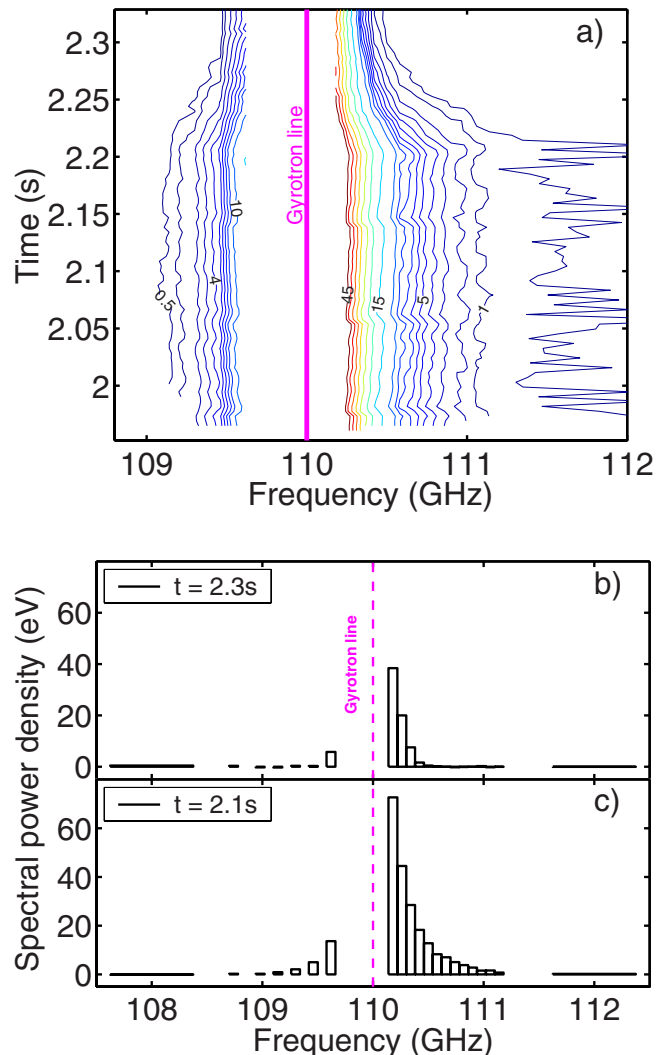 a)
2.3
2.25
2.2
2.15
2.1
2.05
2
Time (s)
Gyrotron line
10
4
0.5
45
15
5
1
109
110
111
112
Frequency (GHz)
t = 2.3s
b)
60
40
20
0
Gyrotron line
t = 2.1s
c)
60
40
20
0
Spectral power density (eV)
108
109
110
111
112
Frequency (GHz)